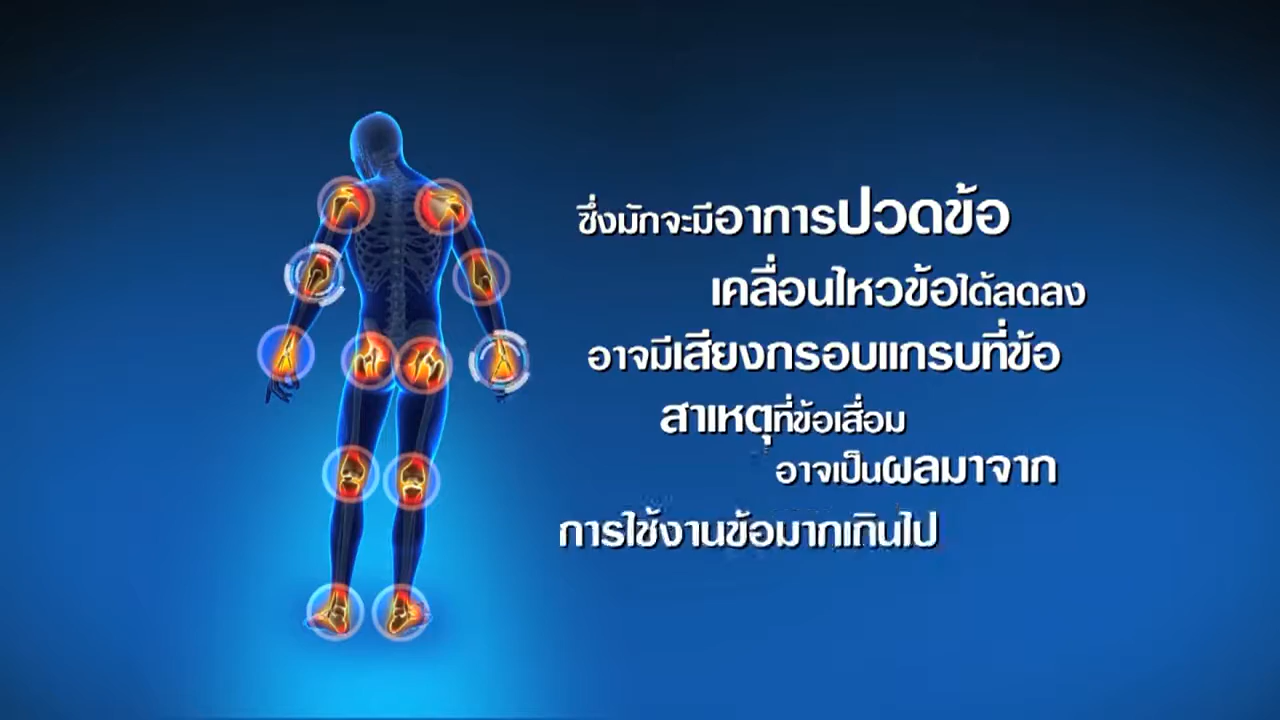 ซึ่งมักจะมีอาการปวดข้อ
เคลื่อนไหวข้อได้ลดลง
อาจมีเสียงกรอบแกรบที่ข้อ
สาเหตุที่ข้อเสื่อม
อาจเป็นผลมาจาก
การใช้งานข้อมากเกินไป